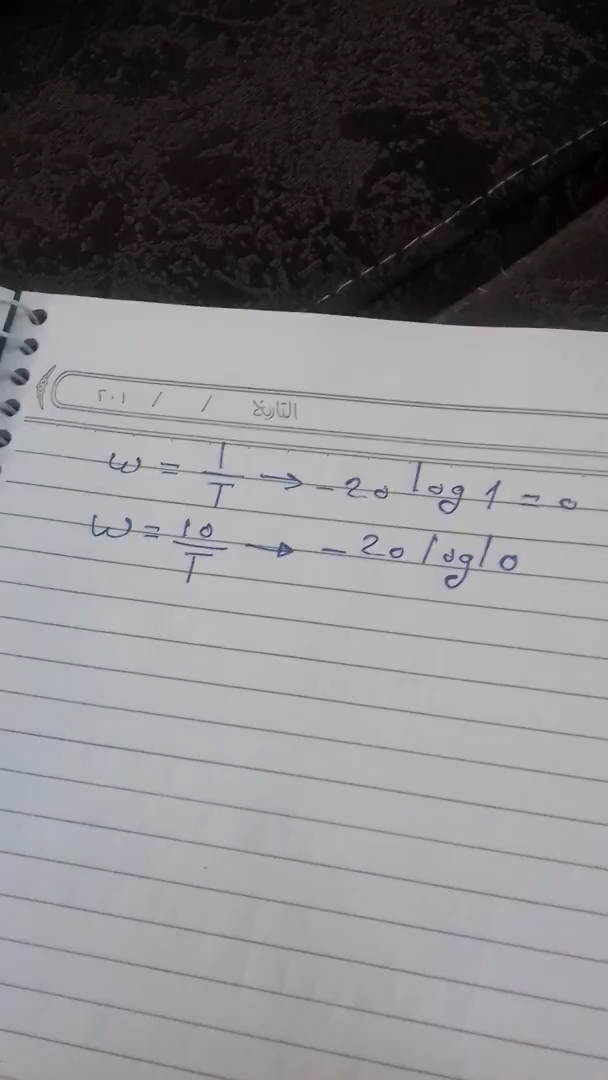 التاريخ / / ٢٠١
ω = 1/T → -20 log 1 = 0
ω = 10/T → -20 log 10